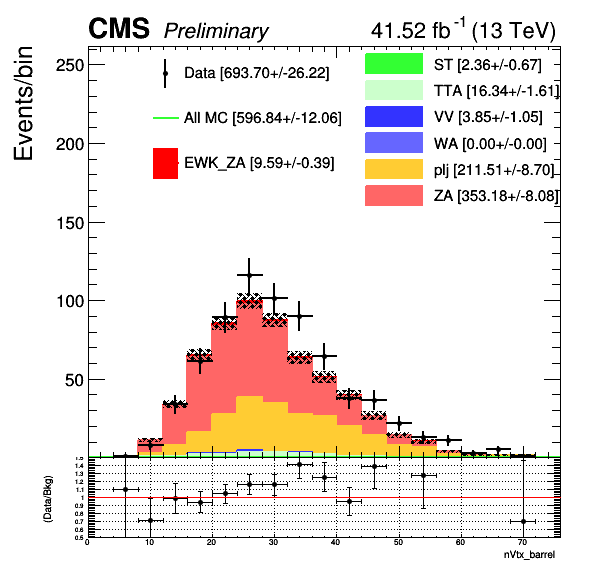 CMS Preliminary 41.52 fb-1 (13 TeV)
Events/bin
250
200
150
100
50
Data [693.70+/-26.22]
All MC [596.84+/-12.06]
EWK_ZA [9.59+/-0.39]
ST [2.36+/-0.67]
TTA [16.34+/-1.61]
VV [3.85+/-1.05]
WA [0.00+/-0.00]
plj [211.51+/-8.70]
ZA [353.18+/-8.08]
(Data/Bkg)
1.5
1.4
1.3
1.2
1.1
1
0.9
0.8
0.7
0.6
0.5
0 10 20 30 40 50 60 70
nVtx_barrel